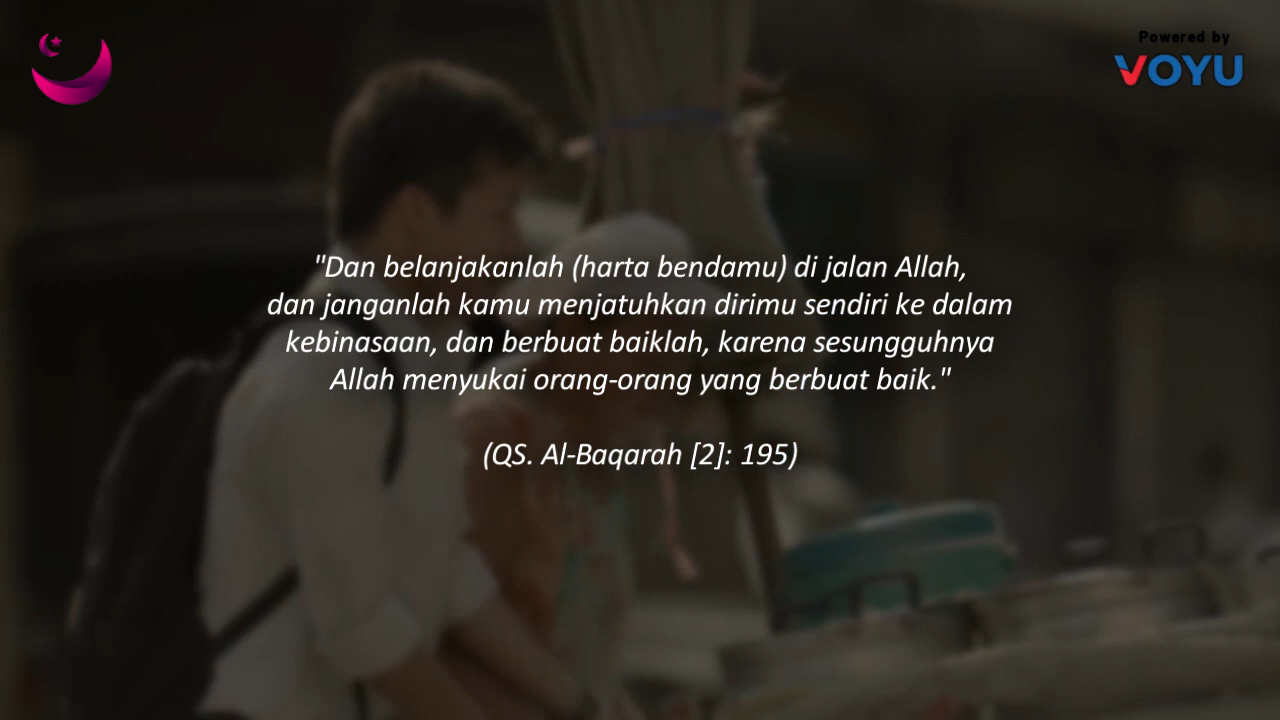 Powered by
VOYU
"Dan belanjakanlah (harta bendamu) di jalan Allah,
dan janganlah kamu menjatuhkan dirimu sendiri ke dalam
kebinasaan, dan berbuat baiklah, karena sesungguhnya
Allah menyukai orang-orang yang berbuat baik."
(QS. Al-Baqarah [2]: 195)